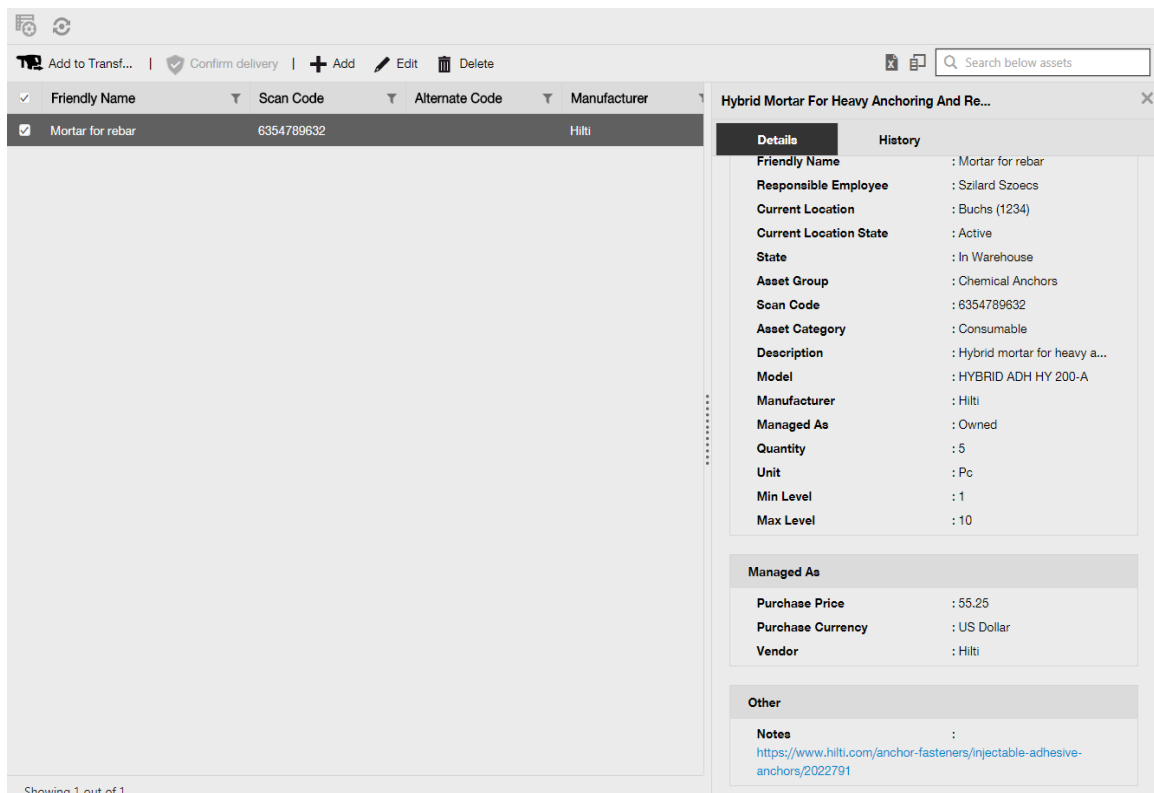 Add to Transf... | Confirm delivery | Add Edit Delete Search below assets
Friendly Name Scan Code Alternate Code Manufacturer
Mortar for rebar 6354789632 Hilti
Hybrid Mortar For Heavy Anchoring And Re...
Details History
Friendly Name : Mortar for rebar
Responsible Employee : Szilard Szoecs
Current Location : Buchs (1234)
Current Location State : Active
State : In Warehouse
Asset Group : Chemical Anchors
Scan Code : 6354789632
Asset Category : Consumable
Description : Hybrid mortar for heavy a...
Model : HYBRID ADH HY 200-A
Manufacturer : Hilti
Managed As : Owned
Quantity : 5
Unit : Pc
Min Level : 1
Max Level : 10
Managed As
Purchase Price : 55.25
Purchase Currency : US Dollar
Vendor : Hilti
Other
Notes :
https://www.hilti.com/anchor-fasteners/injectable-adhesive-
anchors/2022791
Showing 1 out of 1